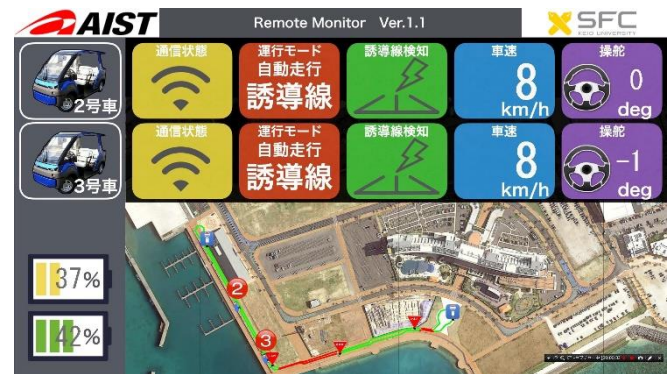 AIST
Remote Monitor Ver.1.1
SFC
KEIO UNIVERSITY
2号車
通信状態
運行モード
自動走行
誘導線
誘導線検知
車速
8
km/h
操舵
0
deg
3号車
通信状態
運行モード
自動走行
誘導線
誘導線検知
車速
8
km/h
操舵
-1
deg
37%
42%
2
3